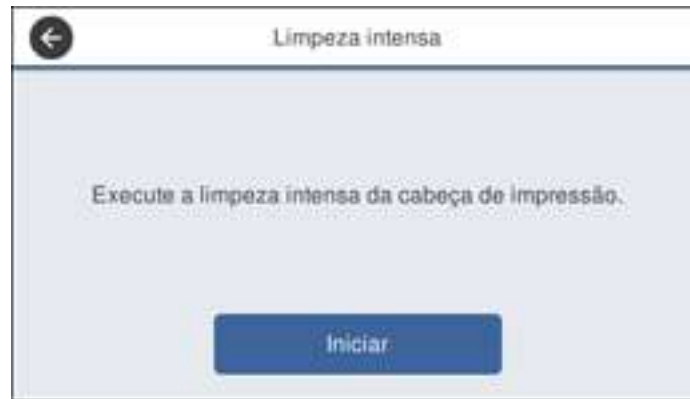 Limpeza intensa
Execute a limpeza intensa da cabeça de impressão.
Iniciar